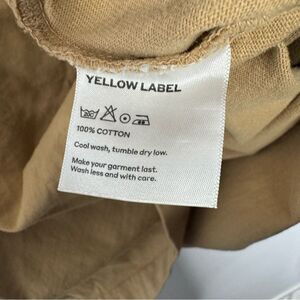 YELLOW LABEL
100% COTTON
Cool wash, tumble dry low.
Make your garment last.
Wash less and with care.